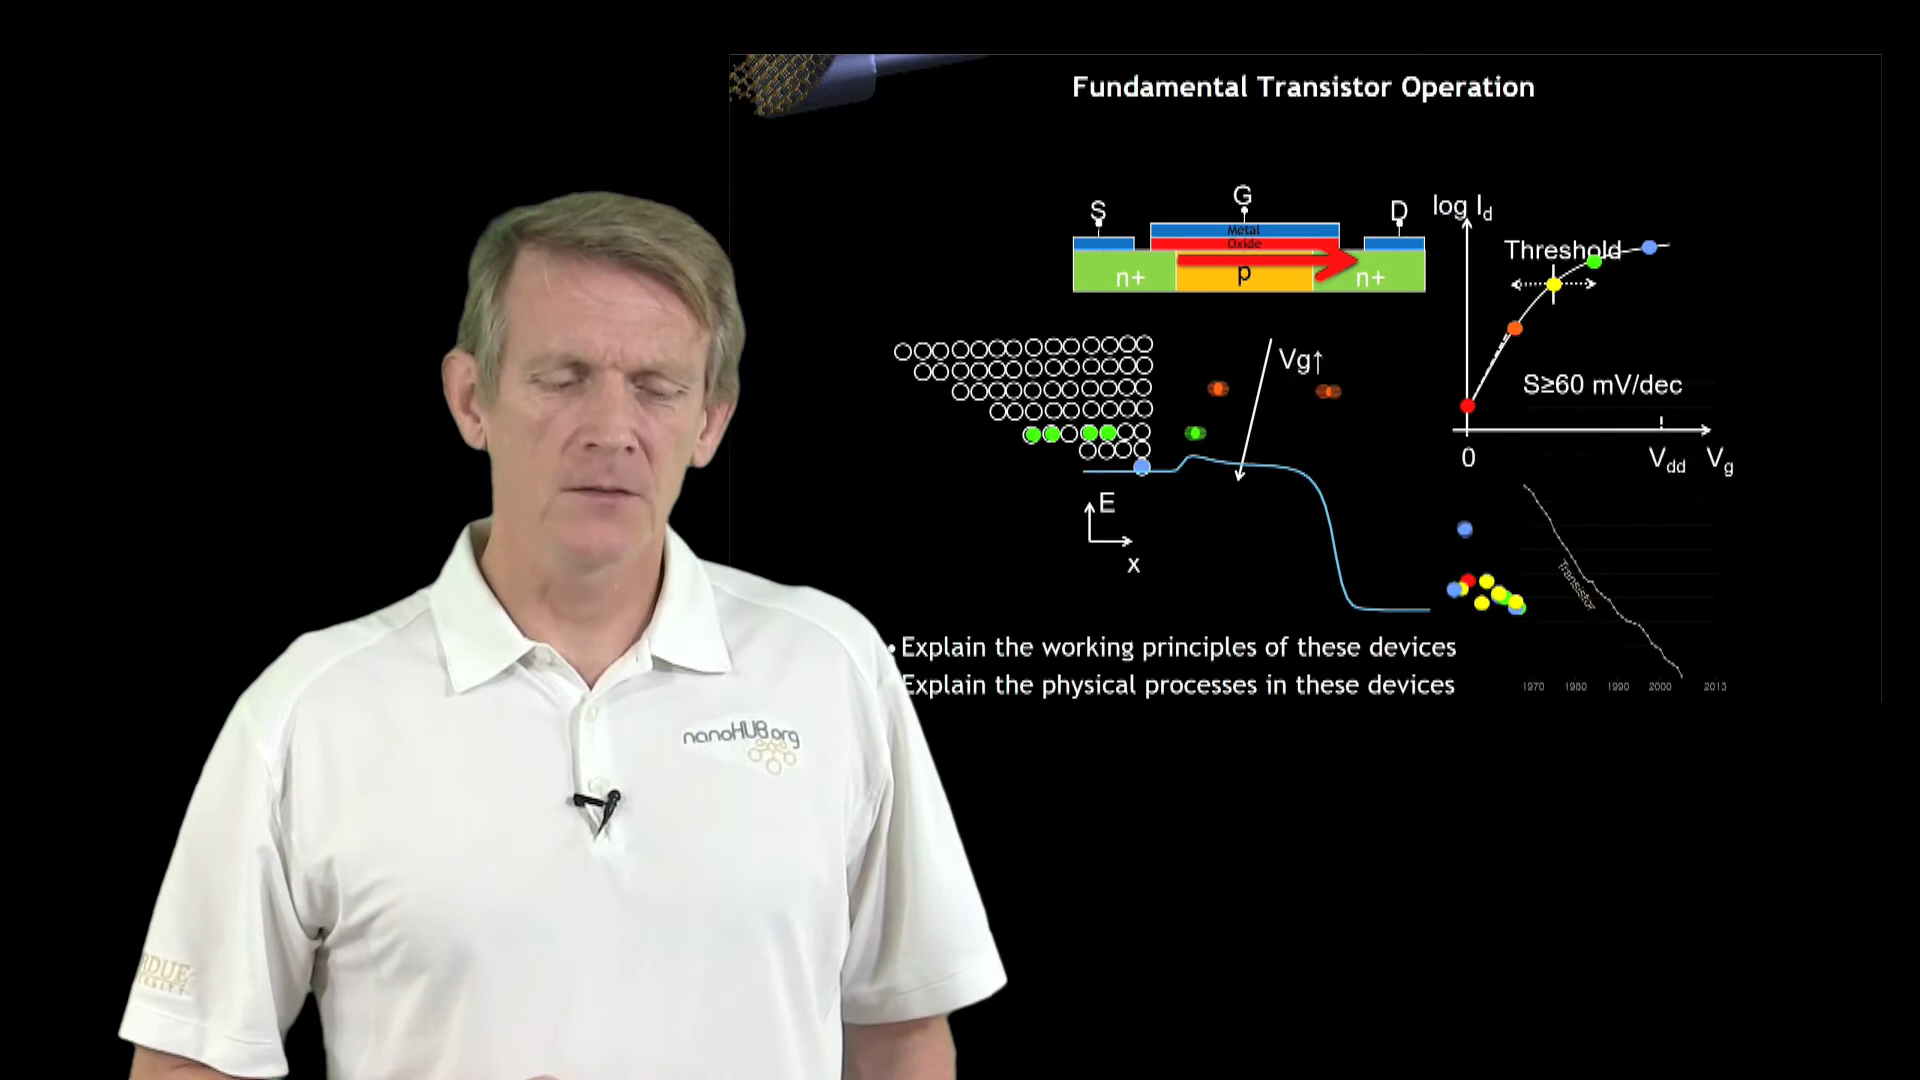 Fundamental Transistor Operation
S
G
D
Metal
Oxide
n+
p
n+
log Id
Threshold
S≥60 mV/dec
0
Vdd
Vg
Vg↑
E
x
Transistor
1970 1980 1990 2000 2013
• Explain the working principles of these devices
Explain the physical processes in these devices
nanoHUB.org
RDUE